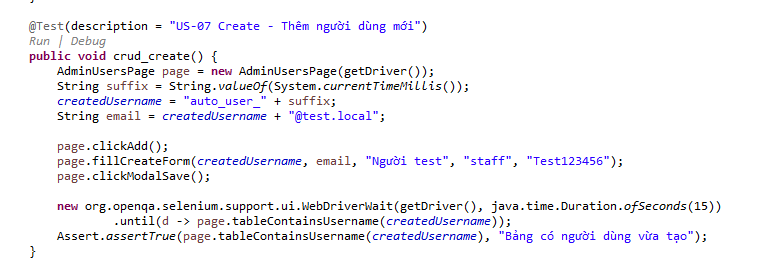 @Test(description = "US-07 Create - Thêm người dùng mới")
Run | Debug
public void crud_create() {
    AdminUsersPage page = new AdminUsersPage(getDriver());
    String suffix = String.valueOf(System.currentTimeMillis());
    createdUsername = "auto_user_" + suffix;
    String email = createdUsername + "@test.local";

    page.clickAdd();
    page.fillCreateForm(createdUsername, email, "Người test", "staff", "Test123456");
    page.clickModalSave();

    new org.openqa.selenium.support.ui.WebDriverWait(getDriver(), java.time.Duration.ofSeconds(15))
            .until(d -> page.tableContainsUsername(createdUsername));
    Assert.assertTrue(page.tableContainsUsername(createdUsername), "Bảng có người dùng vừa tạo");
}